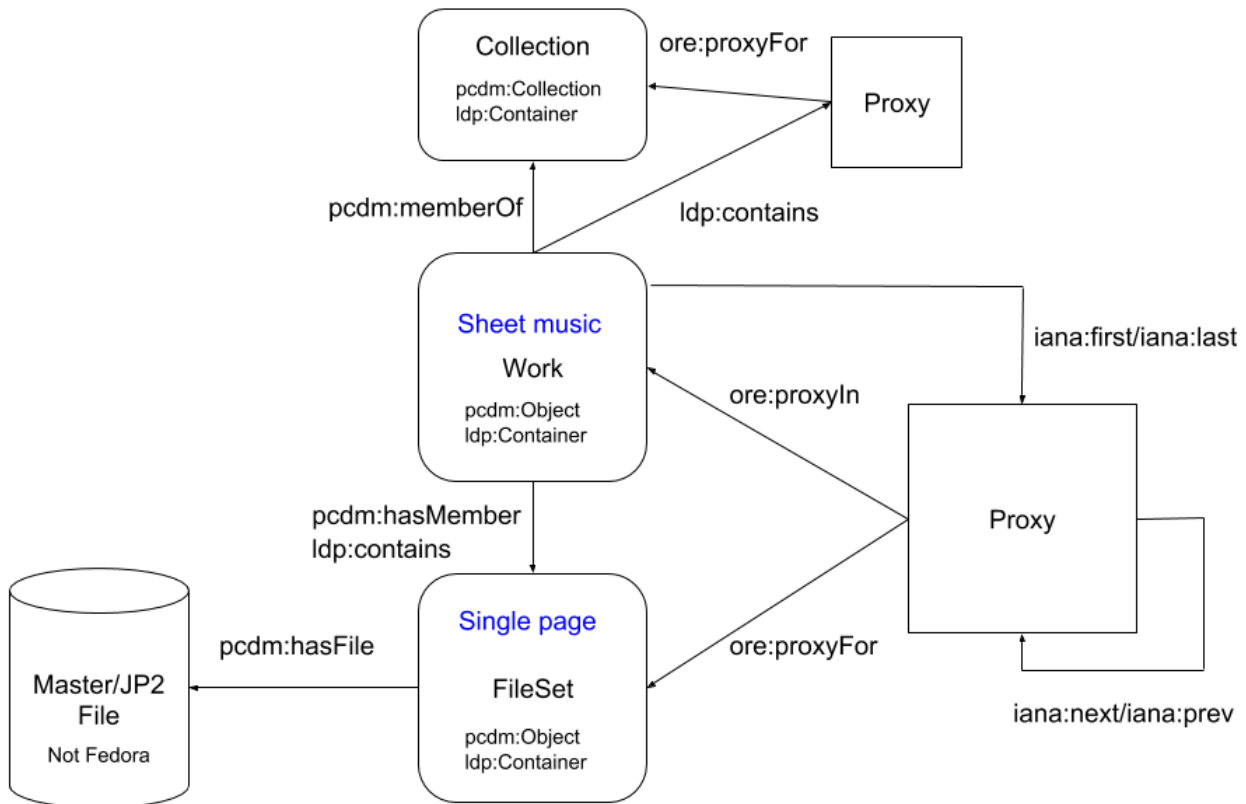 Collection
pcdm:Collection
ldp:Container
ore:proxyFor
Proxy
pcdm:memberOf
ldp:contains
Sheet music
Work
pcdm:Object
ldp:Container
iana:first/iana:last
ore:proxyIn
Proxy
pcdm:hasMember
ldp:contains
Single page
FileSet
pcdm:Object
ldp:Container
pcdm:hasFile
ore:proxyFor
Master/JP2
File
Not Fedora
iana:next/iana:prev